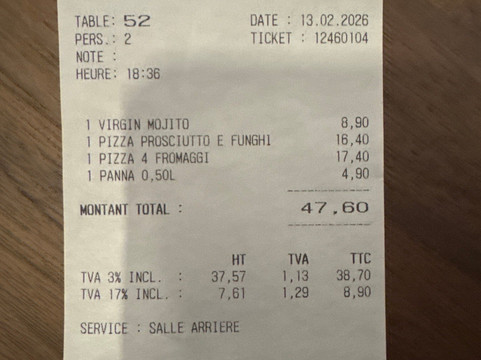 TABLE: 52 DATE : 13.02.2026
PERS.: 2 TICKET : 12460104
NOTE :
HEURE: 18:36
1 VIRGIN MOJITO 8,90
1 PIZZA PROSCIUTTO E FUNGHI 16,40
1 PIZZA 4 FROMAGGI 17,40
1 PANNA 0,50L 4,90
MONTANT TOTAL : 47,60
HT TVA TTC
TVA 3% INCL. : 37,57 1,13 38,70
TVA 17% INCL. : 7,61 1,29 8,90
SERVICE : SALLE ARRIERE